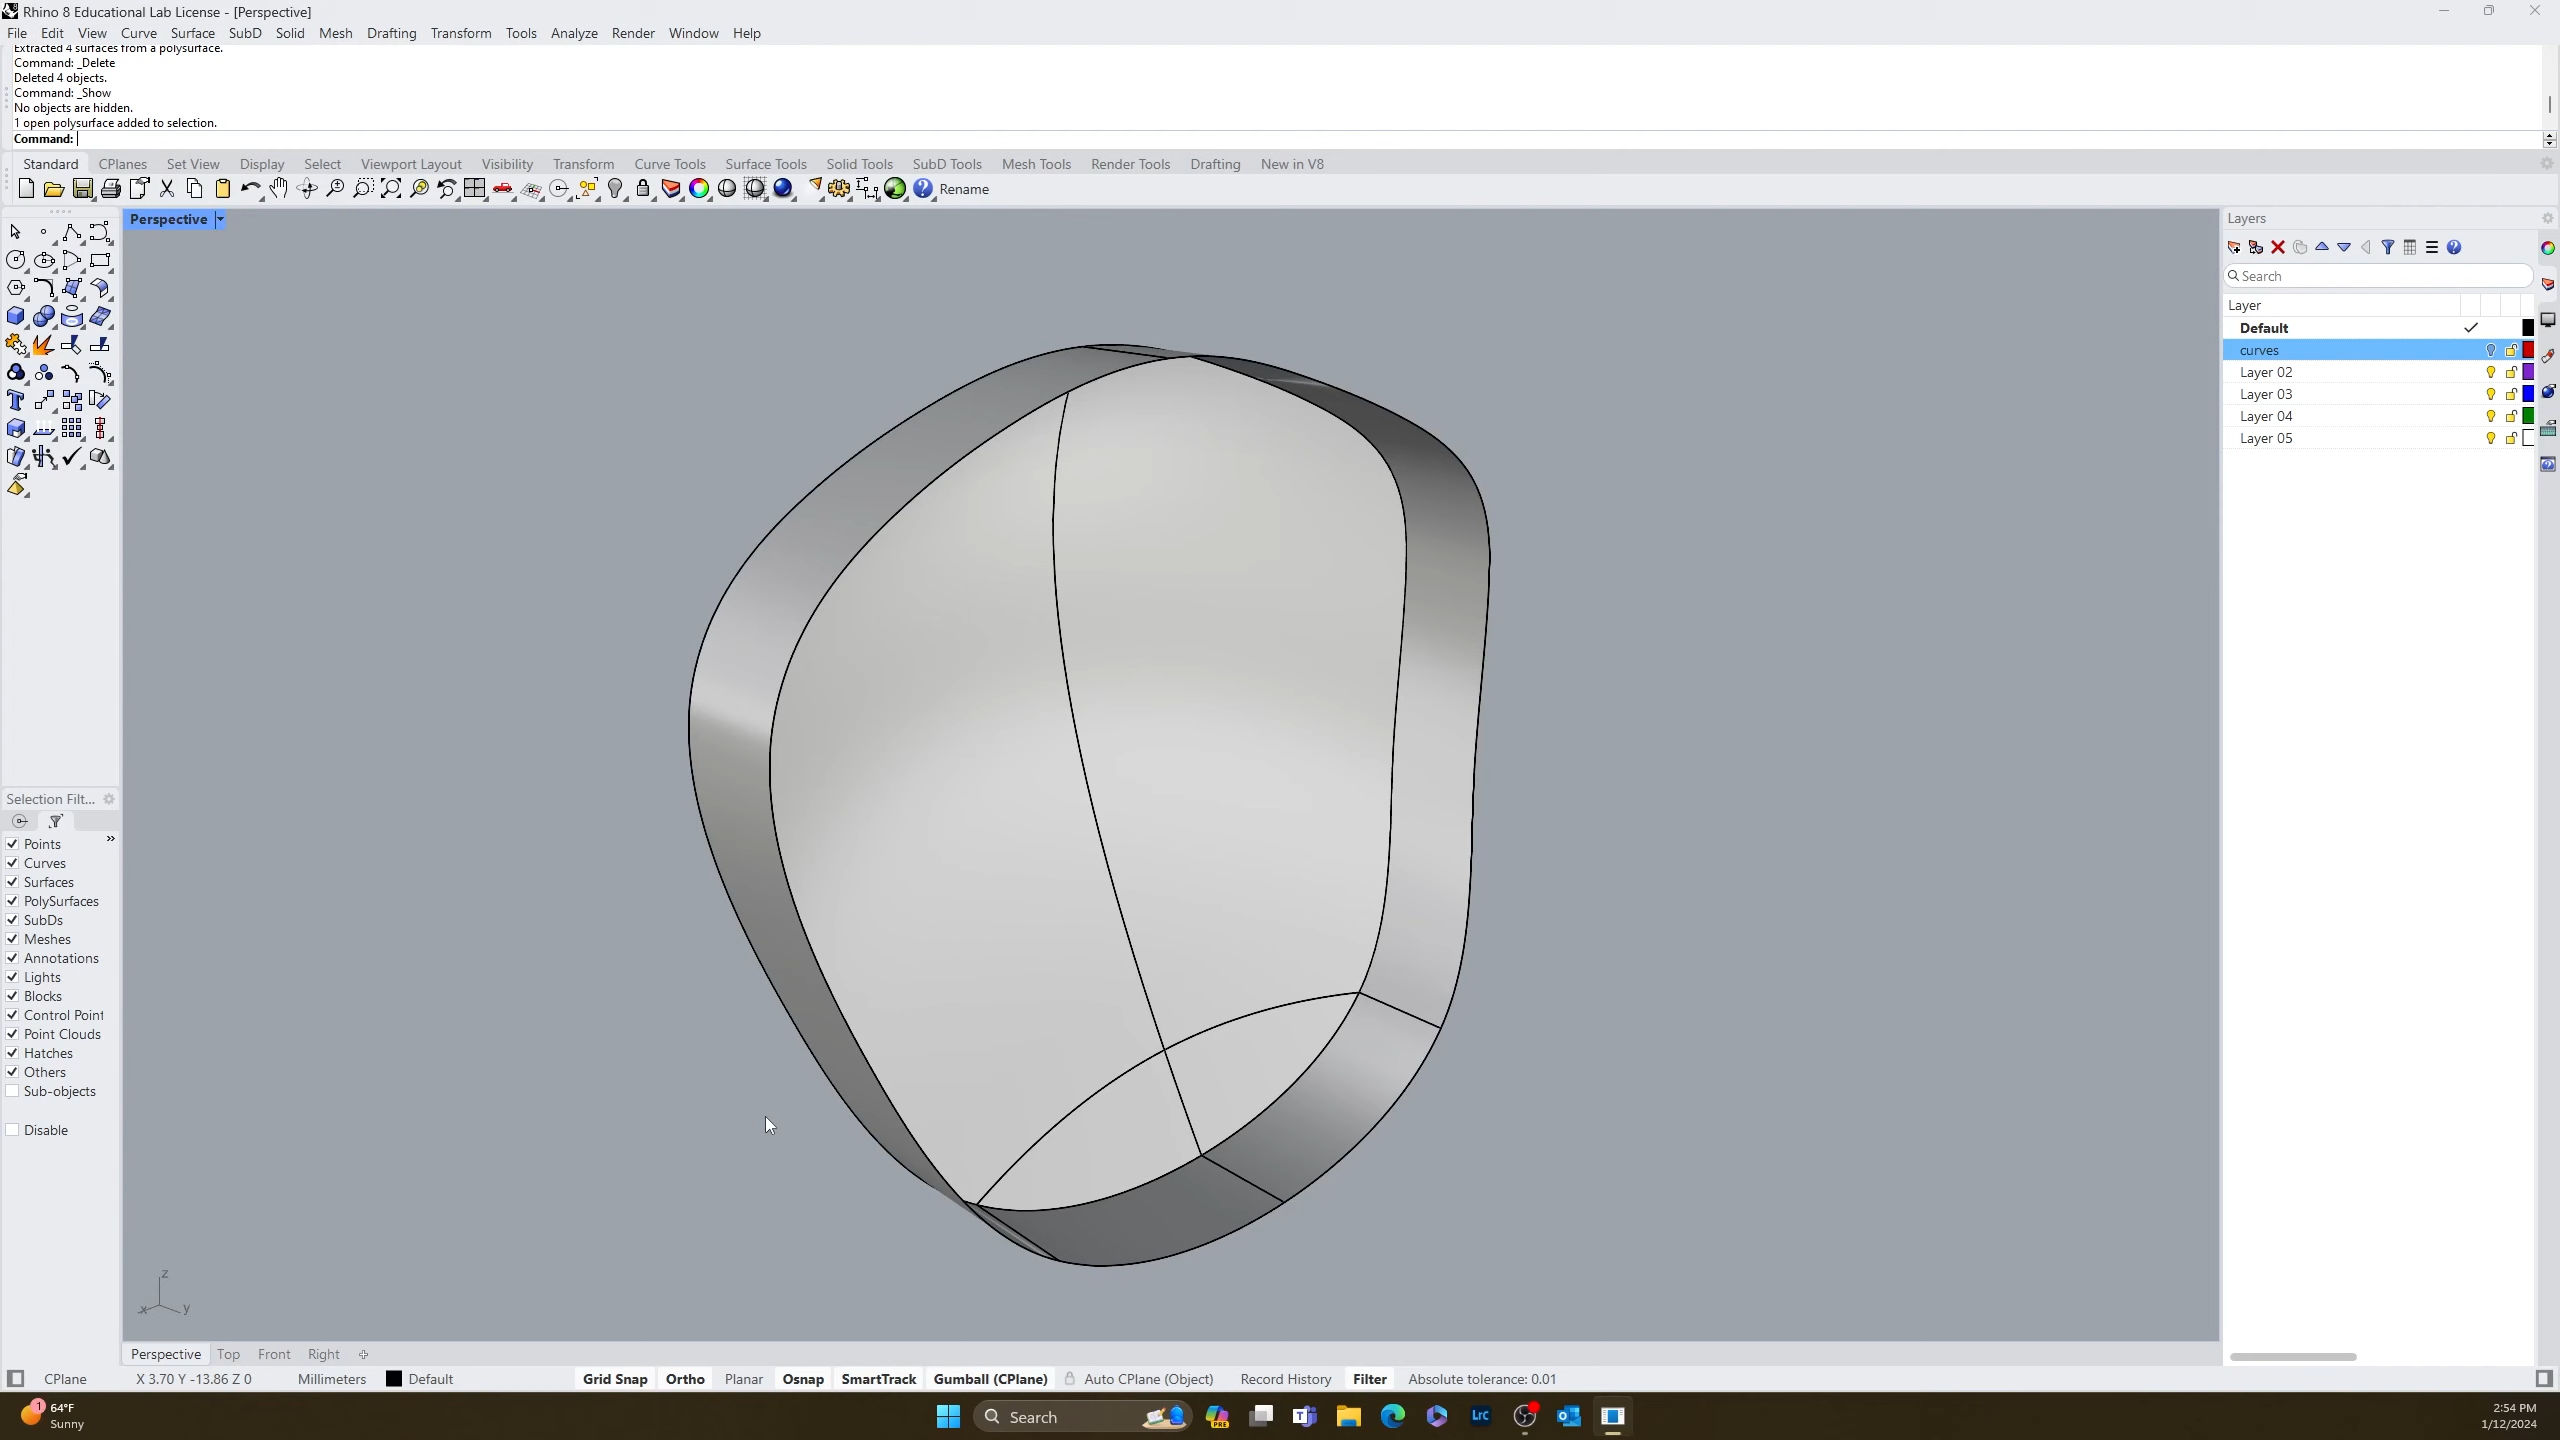 Rhino 8 Educational Lab License - [Perspective]
File Edit View Curve Surface SubD Solid Mesh Drafting Transform Tools Analyze Render Window Help
Extracted 4 surfaces from a polysurface.
Command: _Delete
Deleted 4 objects.
Command: _Show
No objects are hidden.
1 open polysurface added to selection.
Command:
Standard CPlanes Set View Display Select Viewport Layout Visibility Transform Curve Tools Surface Tools Solid Tools SubD Tools Mesh Tools Render Tools Drafting New in V8
Rename
Perspective
Layers
Search
Layer
Default
curves
Layer 02
Layer 03
Layer 04
Layer 05
Selection Filt...
Points
Curves
Surfaces
PolySurfaces
SubDs
Meshes
Annotations
Lights
Blocks
Control Point
Point Clouds
Hatches
Others
Sub-objects
Disable
z
x y
Perspective Top Front Right
CPlane X 3.70 Y -13.86 Z 0 Millimeters Default Grid Snap Ortho Planar Osnap SmartTrack Gumball (CPlane) Auto CPlane (Object) Record History Filter Absolute tolerance: 0.01
1
64°F
Sunny
Search
PRE
Lrc
2:54 PM
1/12/2024